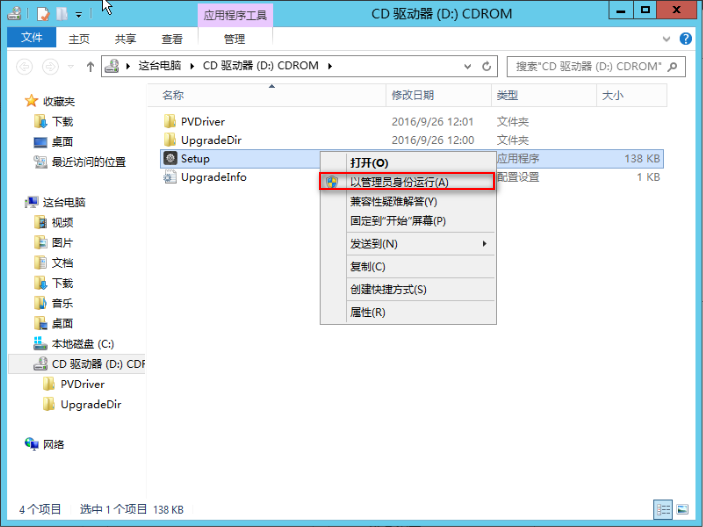 应用程序工具
CD 驱动器 (D:) CDROM
文件
主页
共享
查看
管理
这台电脑
CD 驱动器 (D:) CDROM
搜索"CD 驱动器 (D:) CDROM"
收藏夹
下载
桌面
最近访问的位置
这台电脑
视频
图片
文档
下载
音乐
桌面
本地磁盘 (C:)
CD 驱动器 (D:) CDR
PVDriver
UpgradeDir
网络
名称
修改日期
类型
大小
PVDriver 2016/9/26 12:01 文件夹
UpgradeDir 2016/9/26 12:00 文件夹
Setup 应用程序 138 KB
UpgradeInfo 配置设置 1 KB
打开(O)
以管理员身份运行(A)
兼容性疑难解答(Y)
固定到"开始"屏幕(P)
发送到(N)
复制(C)
创建快捷方式(S)
属性(R)
4 个项目 选中 1 个项目 138 KB